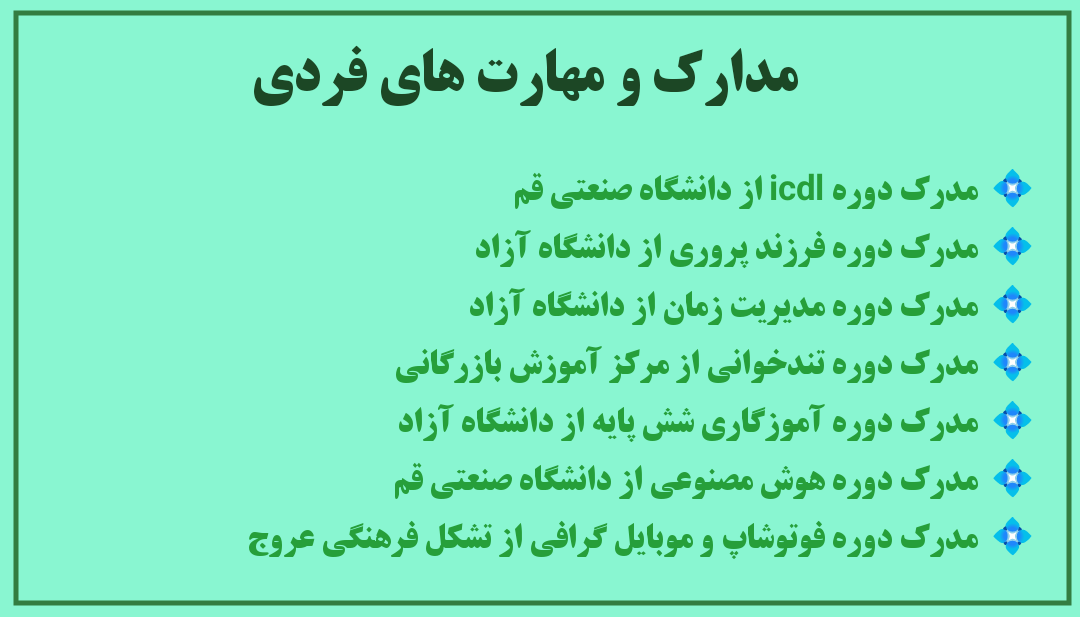 مدارک و مهارت های فردی
💠 مدرک دوره icdl از دانشگاه صنعتی قم
💠 مدرک دوره فرزند پروری از دانشگاه آزاد
💠 مدرک دوره مدیریت زمان از دانشگاه آزاد
💠 مدرک دوره تندخوانی از مرکز آموزش بازرگانی
💠 مدرک دوره آموزگاری شش پایه از دانشگاه آزاد
💠 مدرک دوره هوش مصنوعی از دانشگاه صنعتی قم
💠 مدرک دوره فوتوشاپ و موبایل گرافی از تشکل فرهنگی عروج